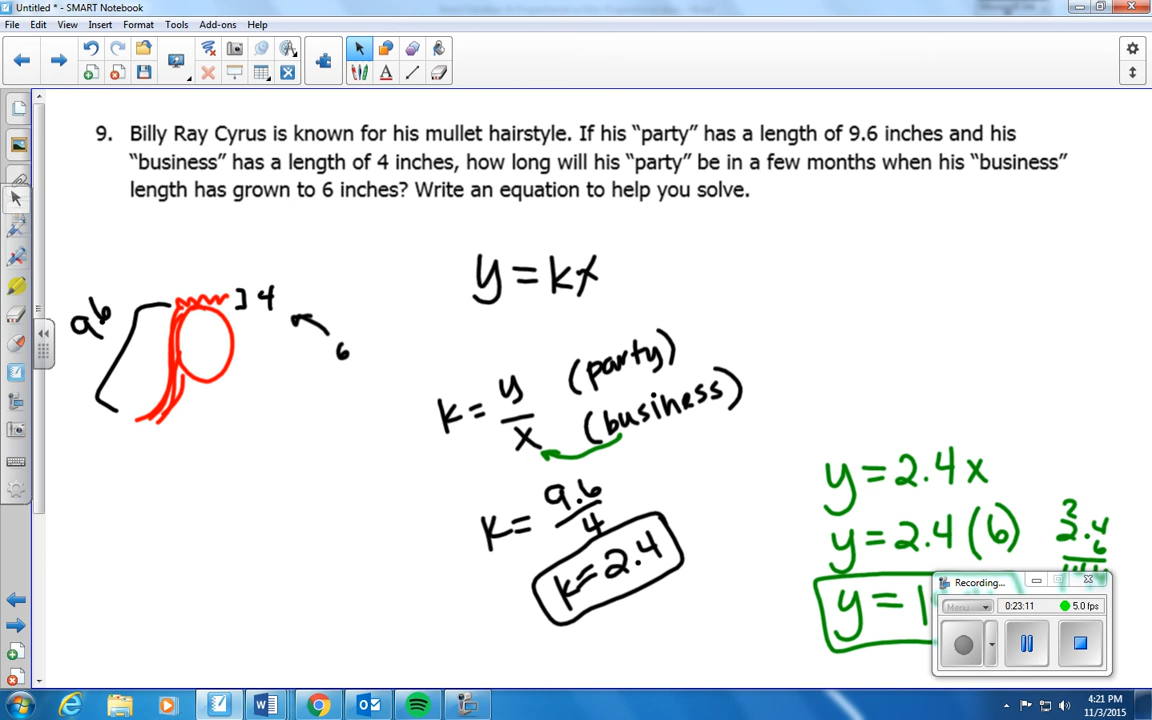 Untitled * - SMART Notebook
File Edit View Insert Format Tools Add-ons Help
9. Billy Ray Cyrus is known for his mullet hairstyle. If his “party” has a length of 9.6 inches and his
“business” has a length of 4 inches, how long will his “party” be in a few months when his “business”
length has grown to 6 inches? Write an equation to help you solve.
y = kx
9.6
4
6
k = y/x (party)
(business)
k = 9.6/4
k = 2.4
y = 2.4x
y = 2.4(6)
2
2.4
6
y = 1
Recording...
Menu
0:23:11
5.0 fps
4:21 PM
11/3/2015